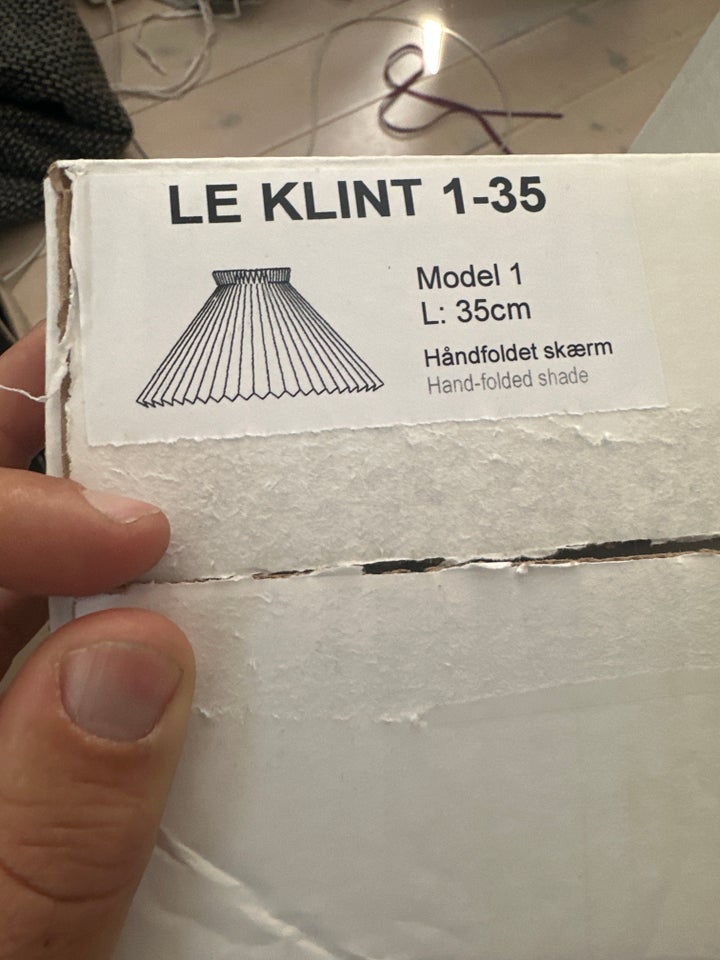 LE KLINT 1-35
Model 1
L: 35cm
Håndfoldet skærm
Hand-folded shade